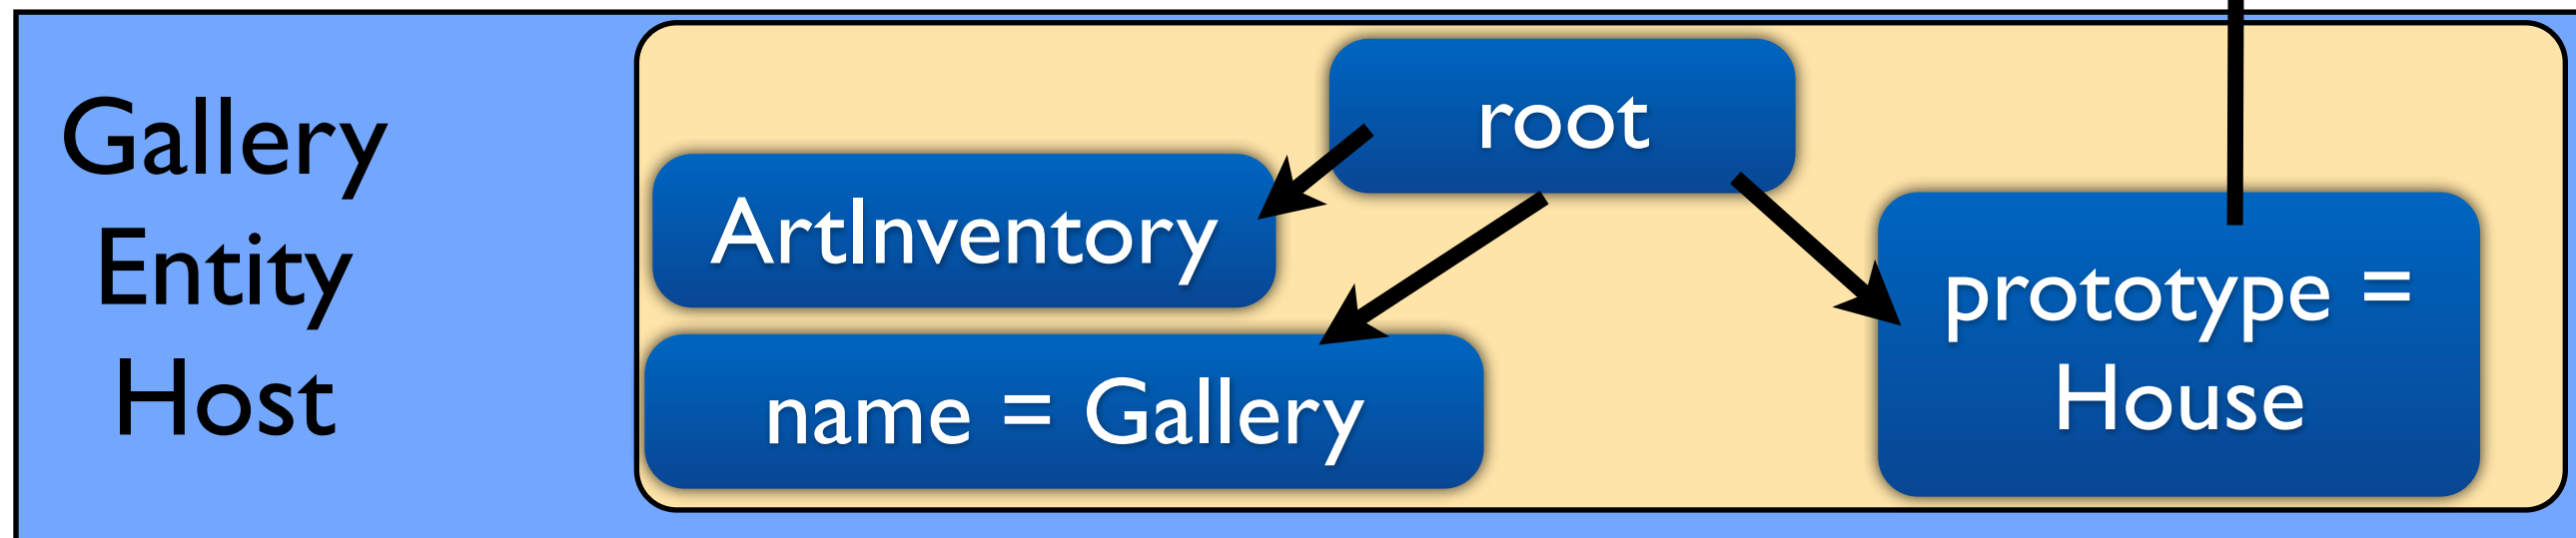 Gallery
Entity
Host
root
ArtInventory
name = Gallery
prototype =
House